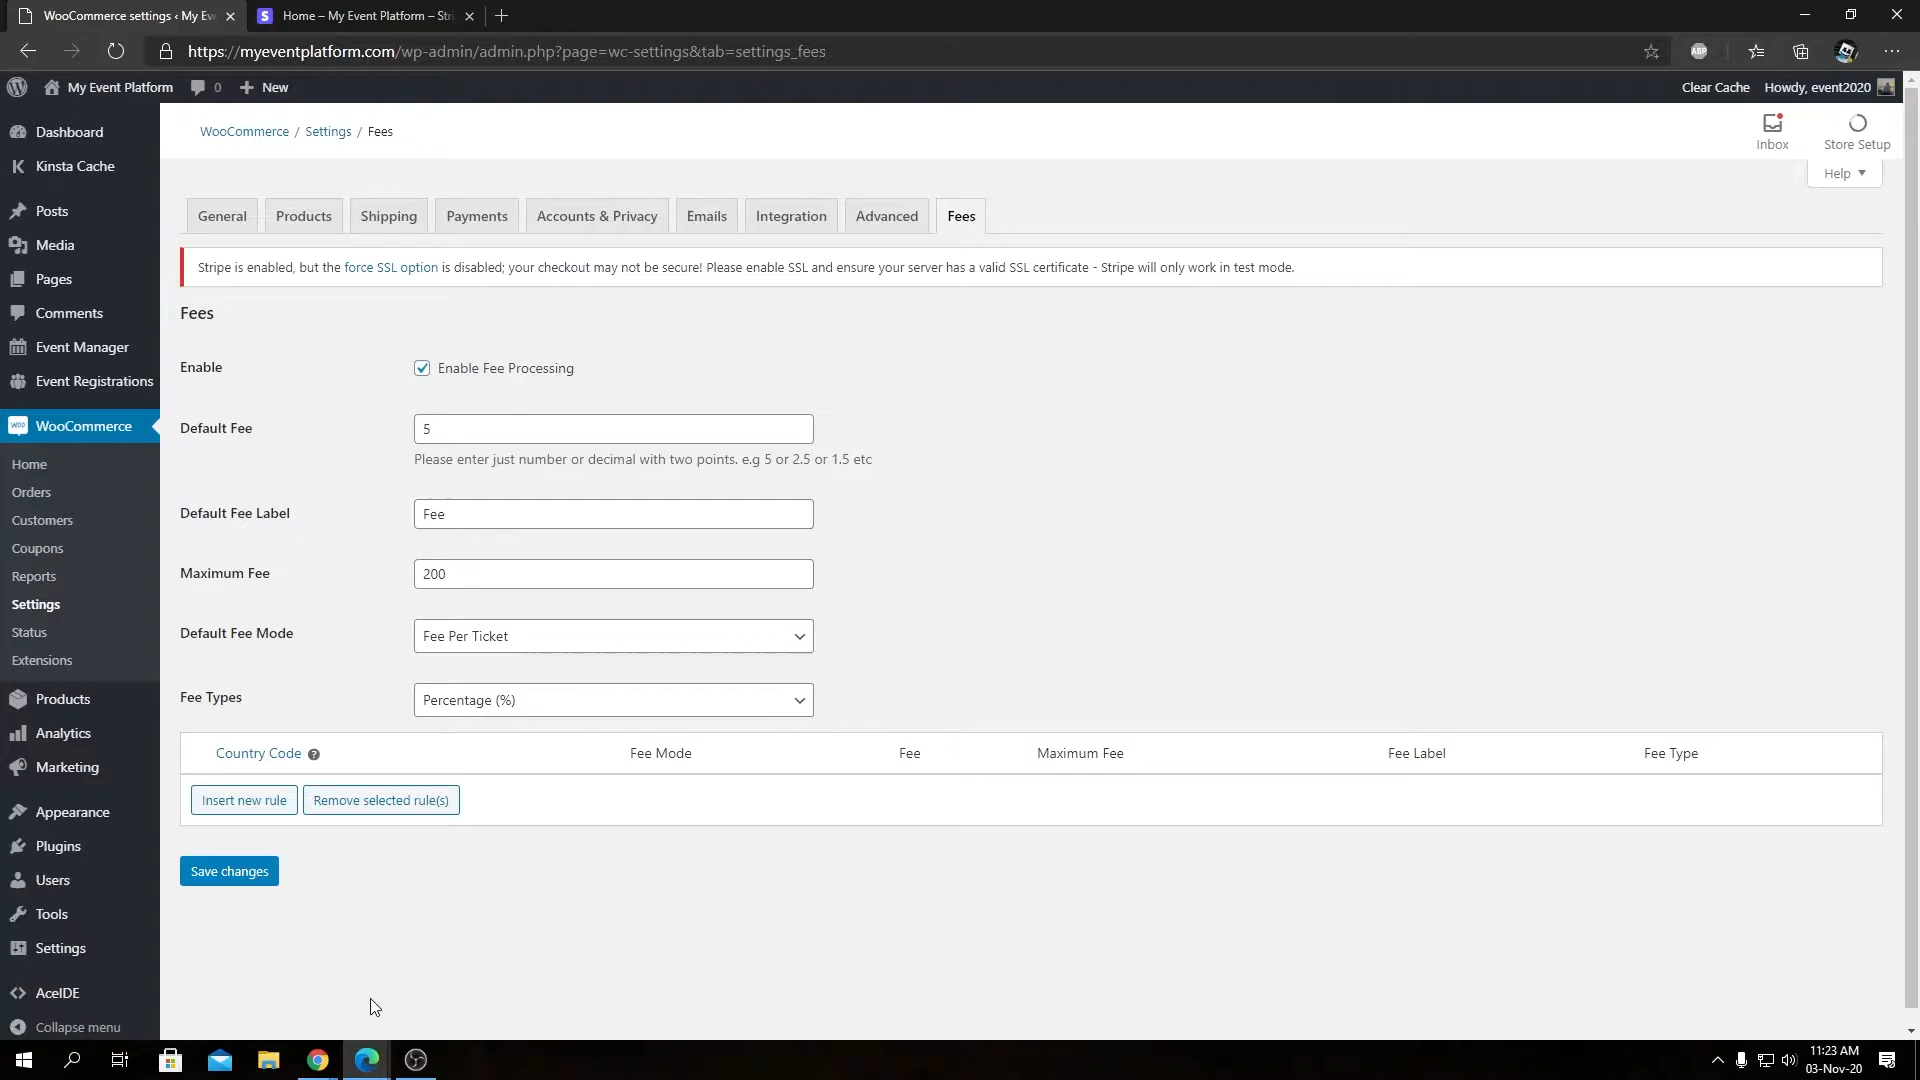 WooCommerce settings ‹ My Eve
Home – My Event Platform – Stri
https://myeventplatform.com/wp-admin/admin.php?page=wc-settings&tab=settings_fees
ABP
My Event Platform
0
New
Clear Cache
Howdy, event2020
Dashboard
Kinsta Cache
Posts
Media
Pages
Comments
Event Manager
Event Registrations
WooCommerce
Home
Orders
Customers
Coupons
Reports
Settings
Status
Extensions
Products
Analytics
Marketing
Appearance
Plugins
Users
Tools
Settings
AceIDE
Collapse menu
WooCommerce / Settings / Fees
Inbox
Store Setup
Help
General
Products
Shipping
Payments
Accounts & Privacy
Emails
Integration
Advanced
Fees
Stripe is enabled, but the force SSL option is disabled; your checkout may not be secure! Please enable SSL and ensure your server has a valid SSL certificate - Stripe will only work in test mode.
Fees
Enable
Enable Fee Processing
Default Fee
5
Please enter just number or decimal with two points. e.g 5 or 2.5 or 1.5 etc
Default Fee Label
Fee
Maximum Fee
200
Default Fee Mode
Fee Per Ticket
Fee Types
Percentage (%)
Country Code ?
Fee Mode
Fee
Maximum Fee
Fee Label
Fee Type
Insert new rule
Remove selected rule(s)
Save changes
11:23 AM
03-Nov-20